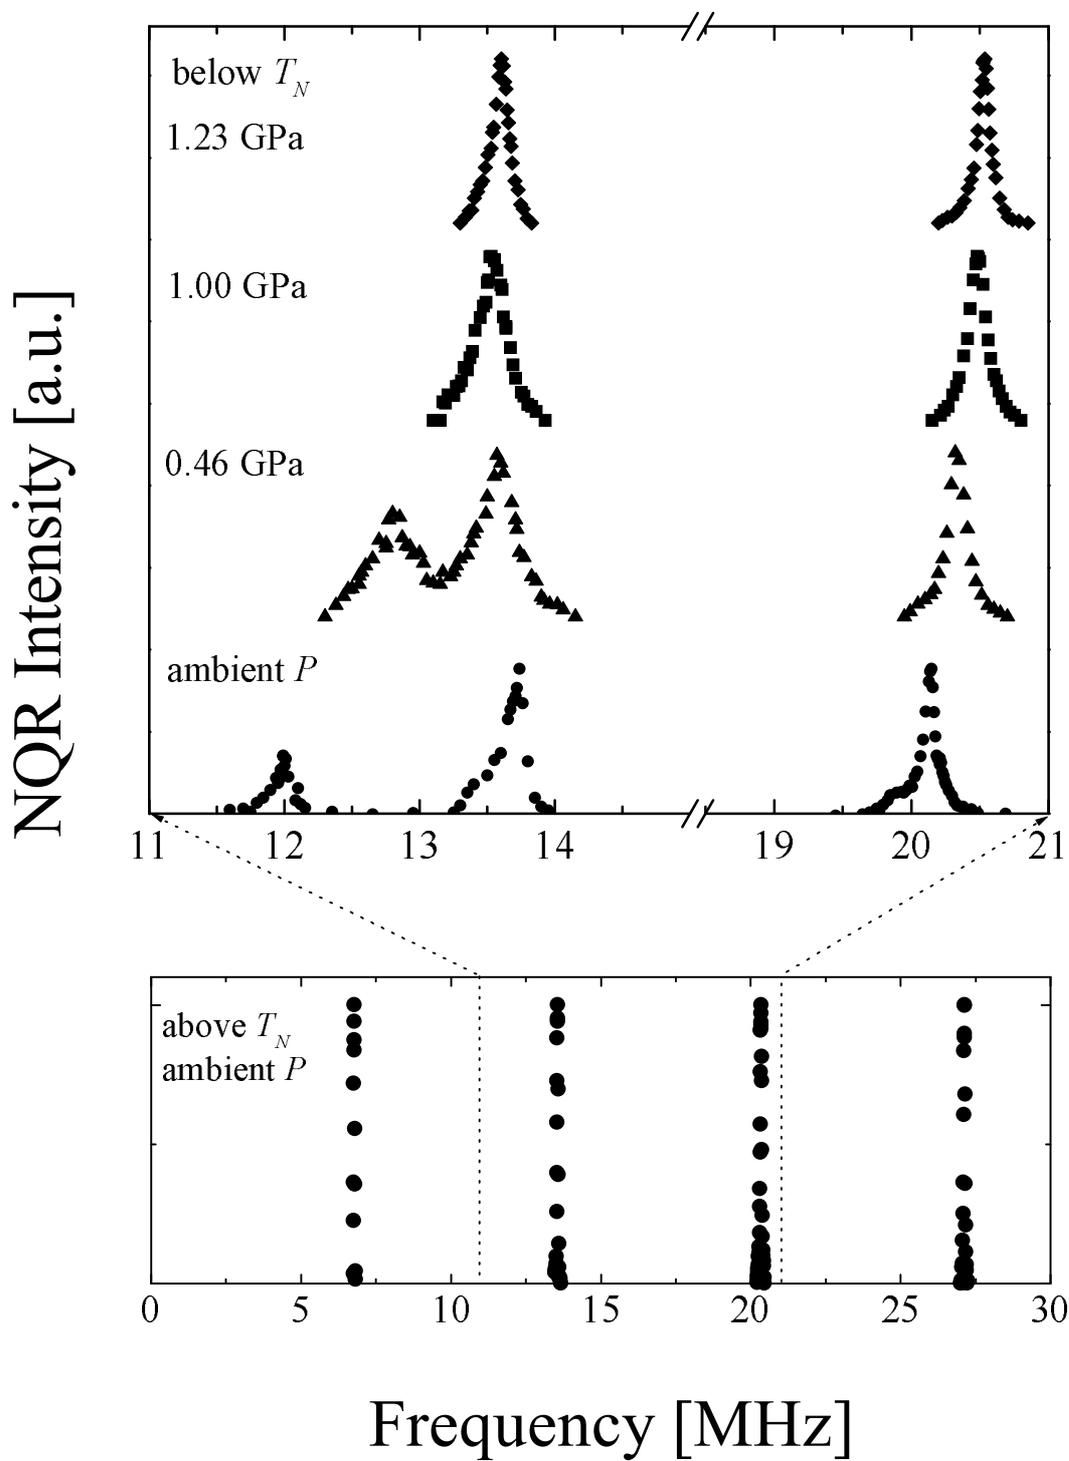 NQR Intensity [a.u.]
below T_N
1.23 GPa
1.00 GPa
0.46 GPa
ambient P
11 12 13 14 19 20 21
above T_N
ambient P
0 5 10 15 20 25 30
Frequency [MHz]